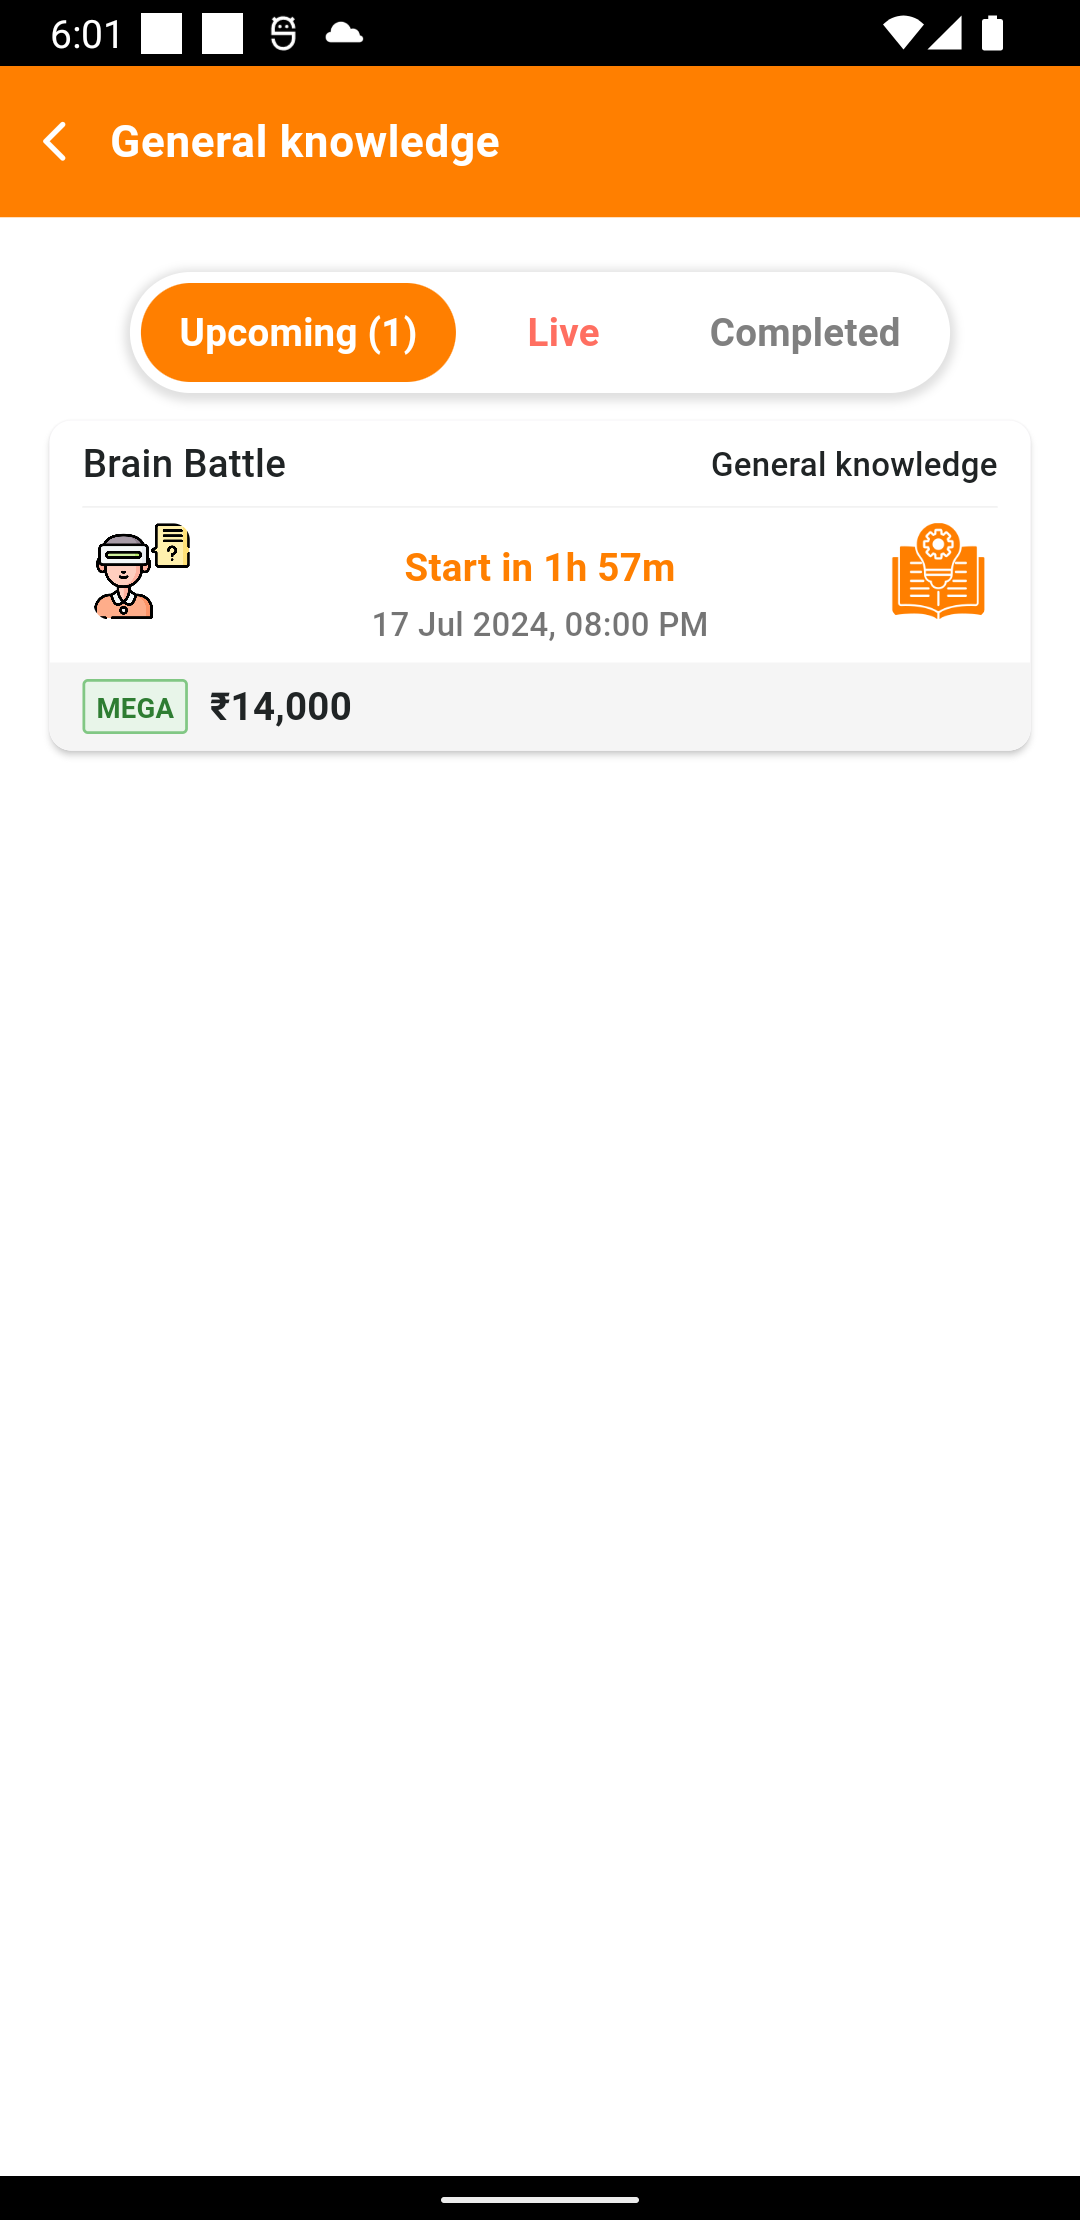 6:01
General knowledge
Upcoming (1) Live Completed
Brain Battle General knowledge
Start in 1h 57m
17 Jul 2024, 08:00 PM
MEGA ₹14,000